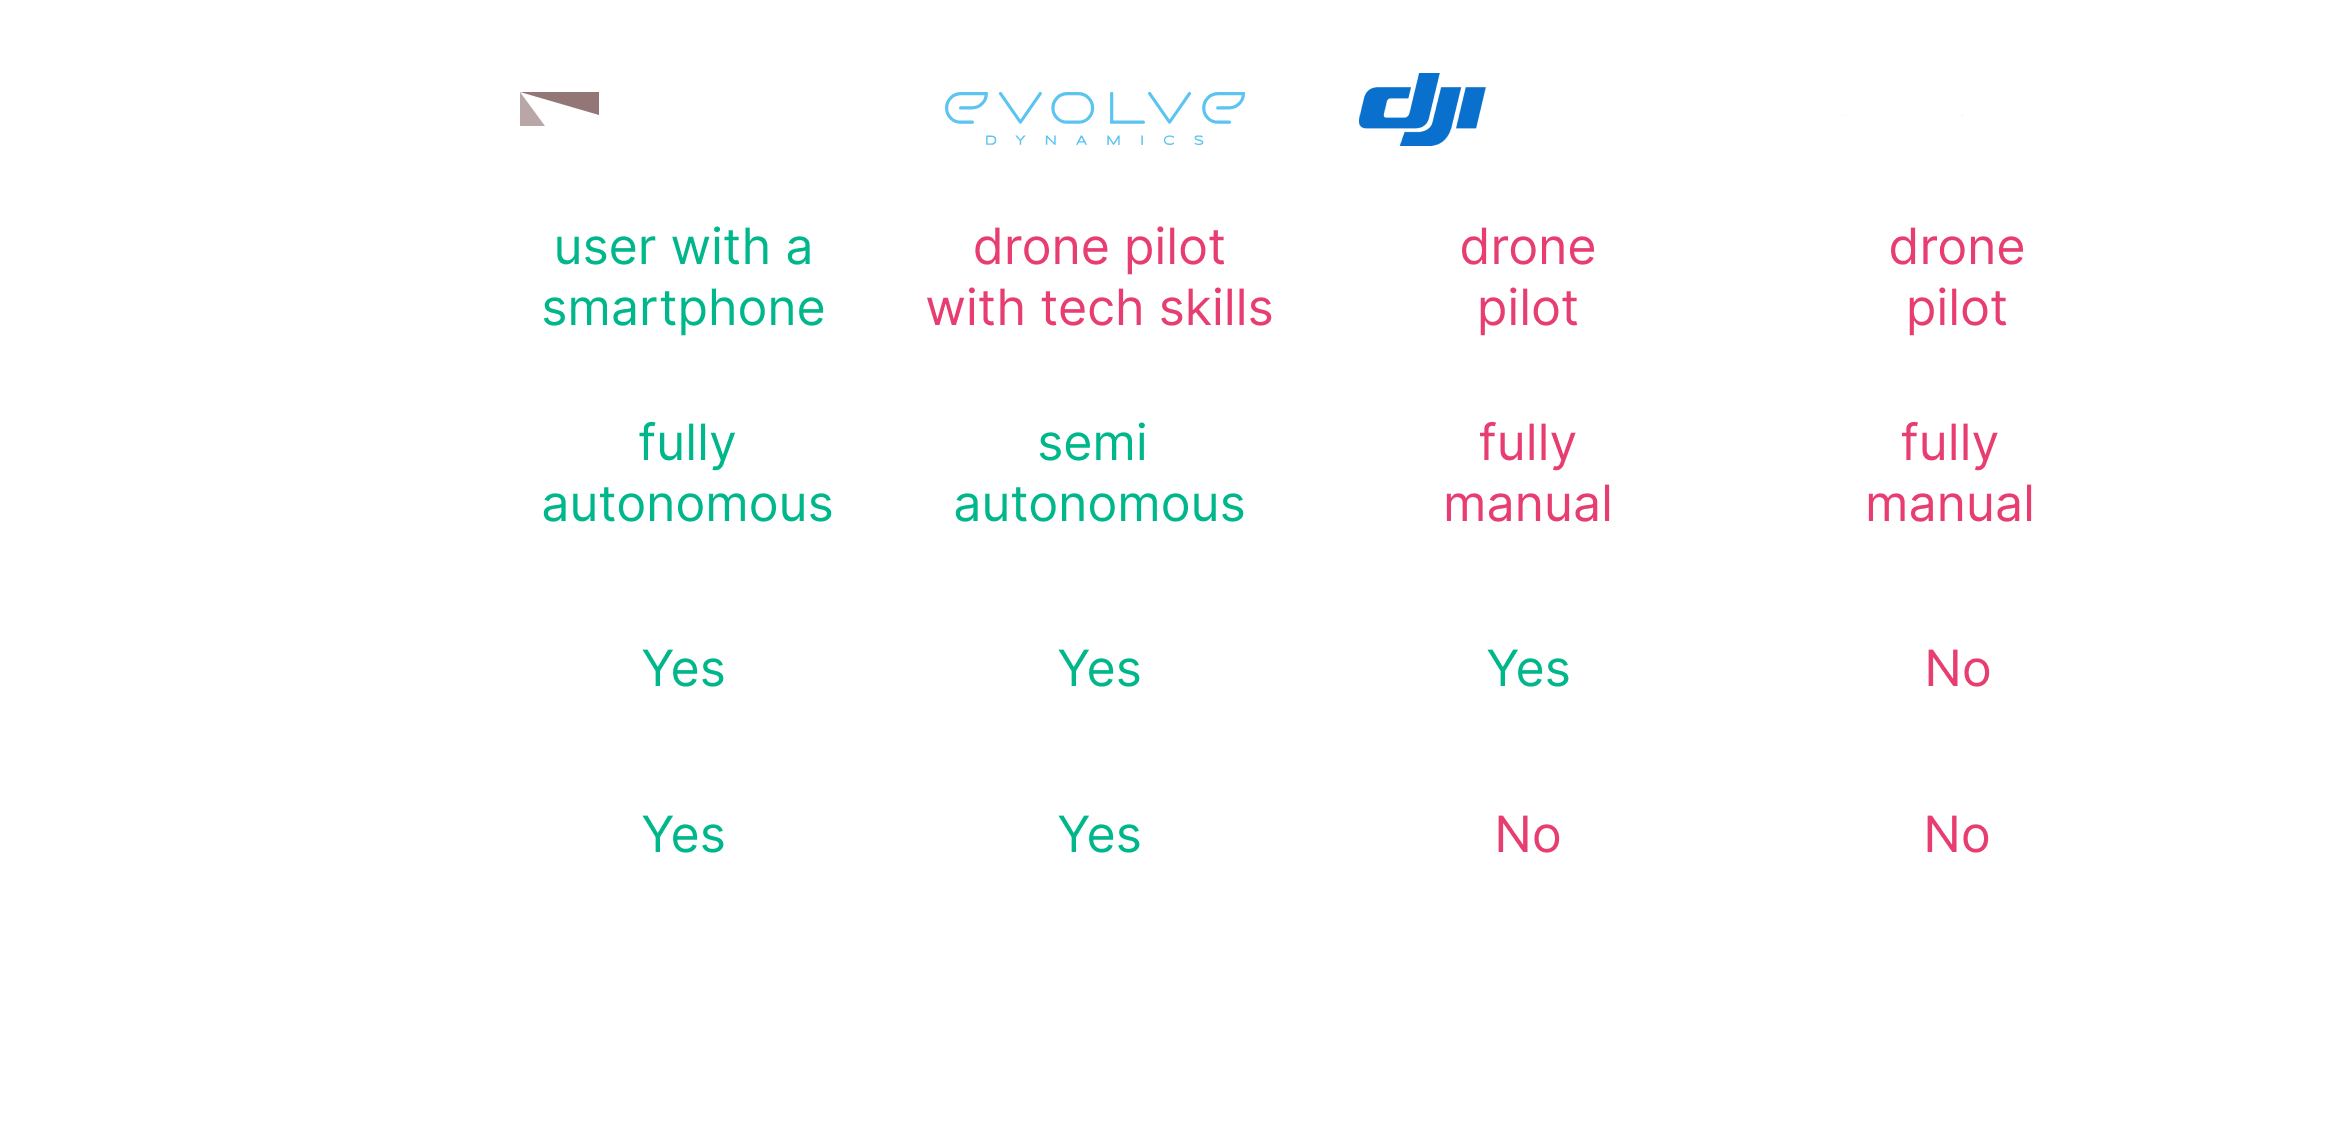 evolve
DYNAMICS
dji
user with a
smartphone
drone pilot
with tech skills
drone
pilot
drone
pilot
fully
autonomous
semi
autonomous
fully
manual
fully
manual
Yes
Yes
Yes
No
Yes
Yes
No
No